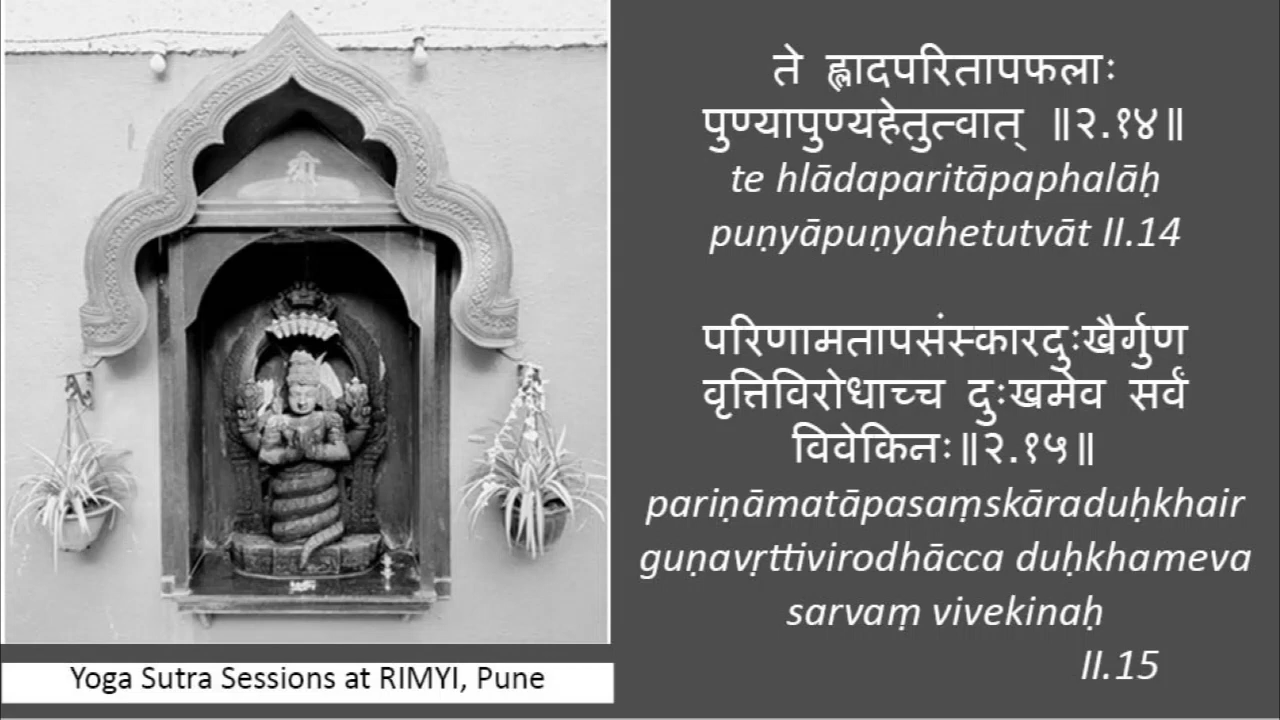 श्री
Yoga Sutra Sessions at RIMYI, Pune
ते ह्लादपरितापफलाः
पुण्यापुण्यहेतुत्वात् ॥२.१४॥
te hlādaparitāpaphalāḥ
puṇyāpuṇyahetutvāt II.14
परिणामतापसंस्कारदुःखैर्गुण
वृत्तिविरोधाच्च दुःखमेव सर्वं
विवेकिनः॥२.१५॥
pariṇāmatāpasaṃskāraduḥkhair
guṇavṛttivirodhācca duḥkhameva
sarvaṃ vivekinaḥ
II.15